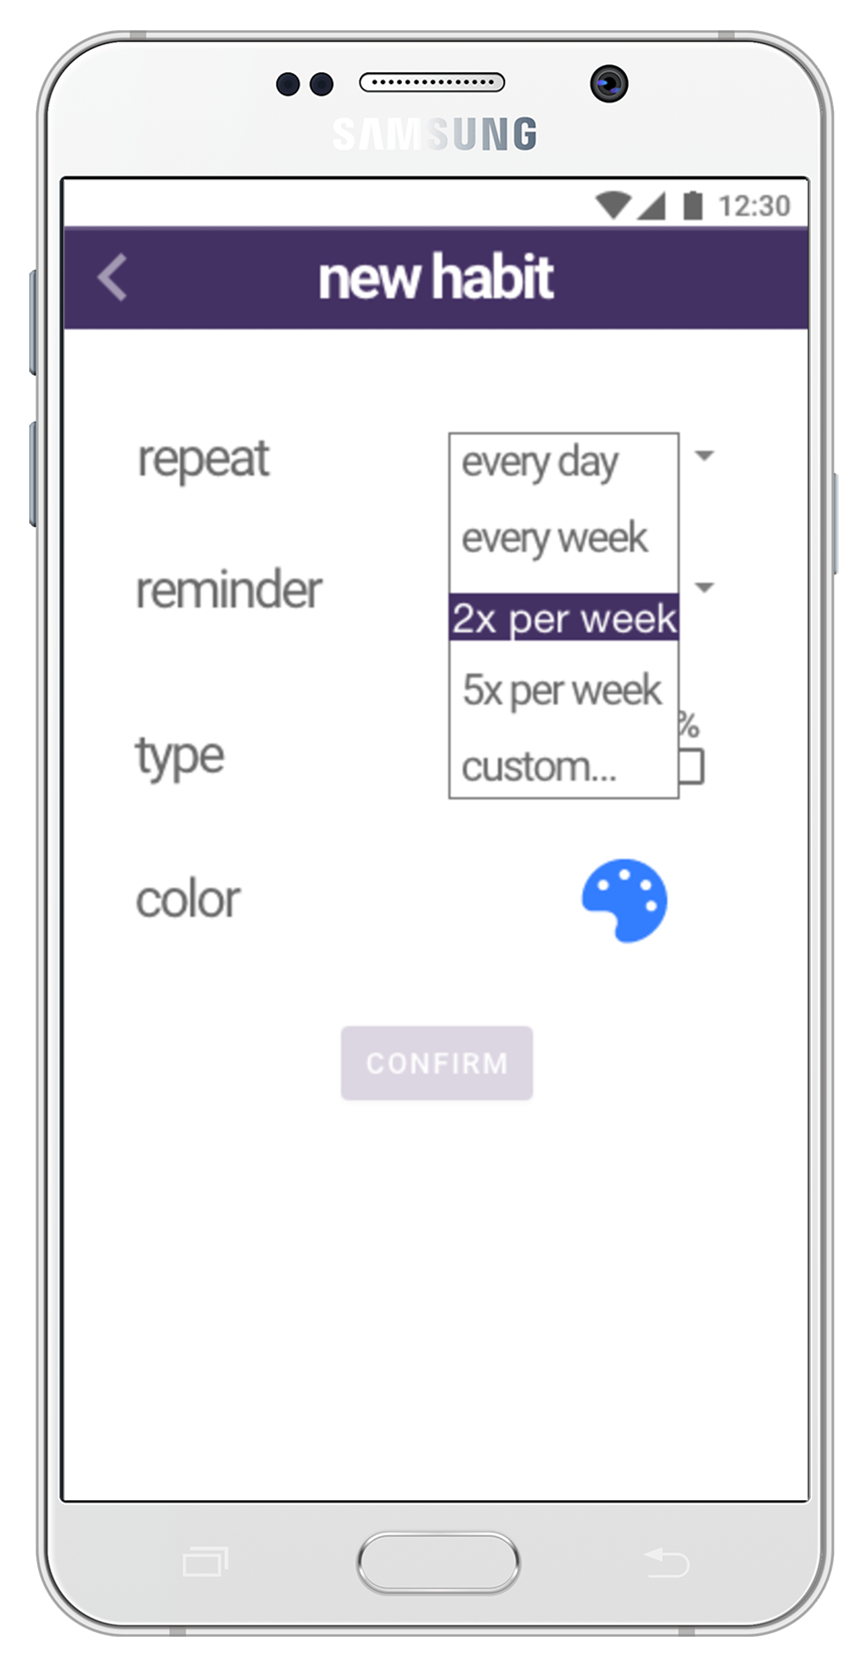 SAMSUNG
12:30
new habit
repeat
every day
every week
reminder
2x per week
5x per week
%
type
custom...
color
CONFIRM